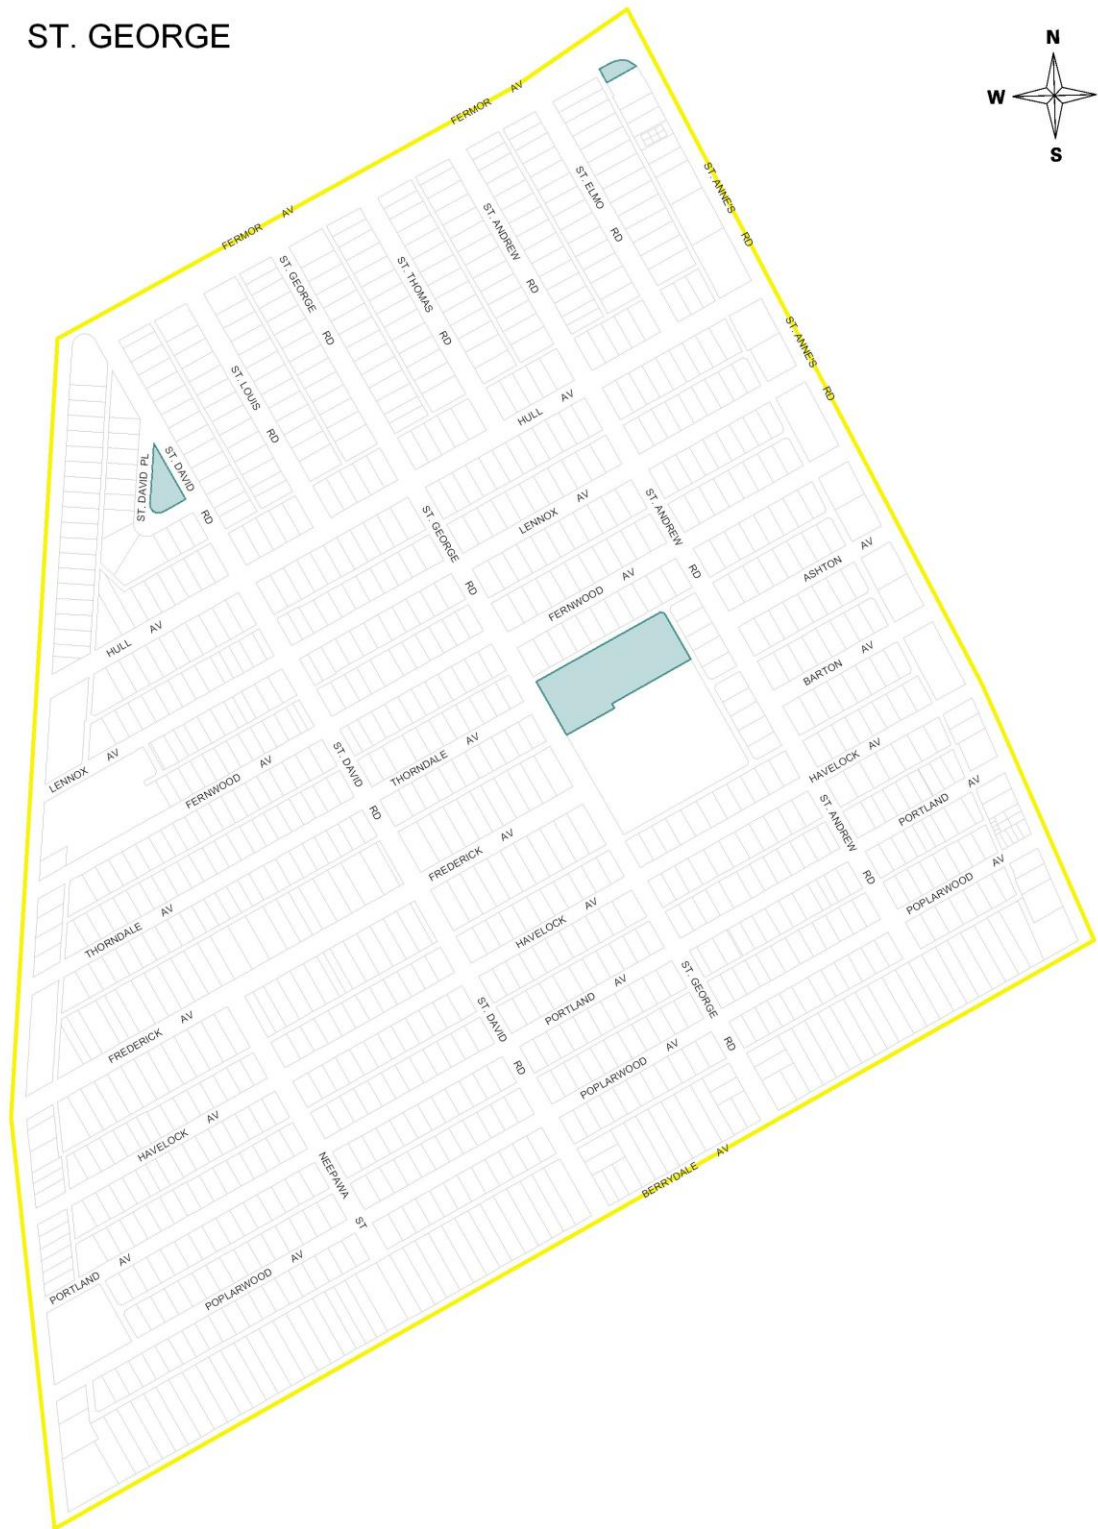 ST. GEORGE
N
W
S
FERMOR AV
FERMOR AV
ST. ANNE'S RD
ST. ELMO RD
ST. ANDREW RD
ST. THOMAS RD
ST. GEORGE RD
ST. LOUIS RD
ST. ANNE'S RD
HULL AV
ST. DAVID PL
ST. DAVID RD
ST. GEORGE RD
LENNOX AV
ST. ANDREW RD
ASHTON AV
FERNWOOD AV
HULL AV
BARTON AV
LENNOX AV
FERNWOOD AV
ST. DAVID RD
THORNDALE AV
HAVELOCK AV
PORTLAND AV
ST. ANDREW RD
FREDERICK AV
POPLARWOOD AV
THORNDALE AV
HAVELOCK AV
FREDERICK AV
ST. DAVID RD
PORTLAND AV
ST. GEORGE RD
POPLARWOOD AV
HAVELOCK AV
NEEPAWA ST
BERRYDALE AV
PORTLAND AV
POPLARWOOD AV